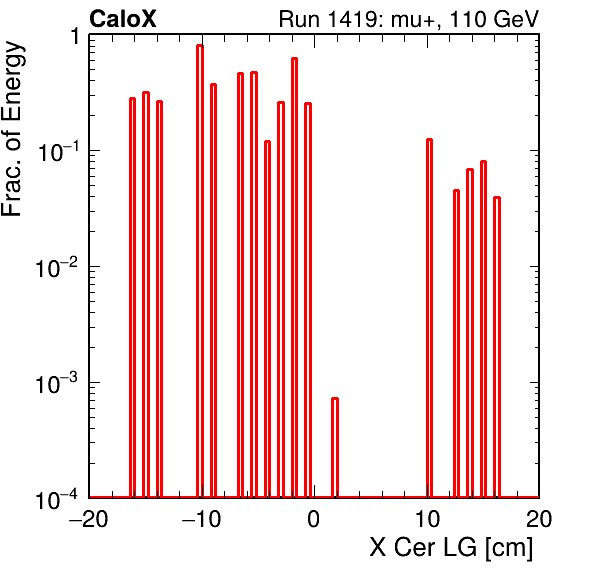 CaloX Run 1419: mu+, 110 GeV
Frac. of Energy
1
10⁻¹
10⁻²
10⁻³
10⁻⁴
−20 −10 0 10 20
X Cer LG [cm]